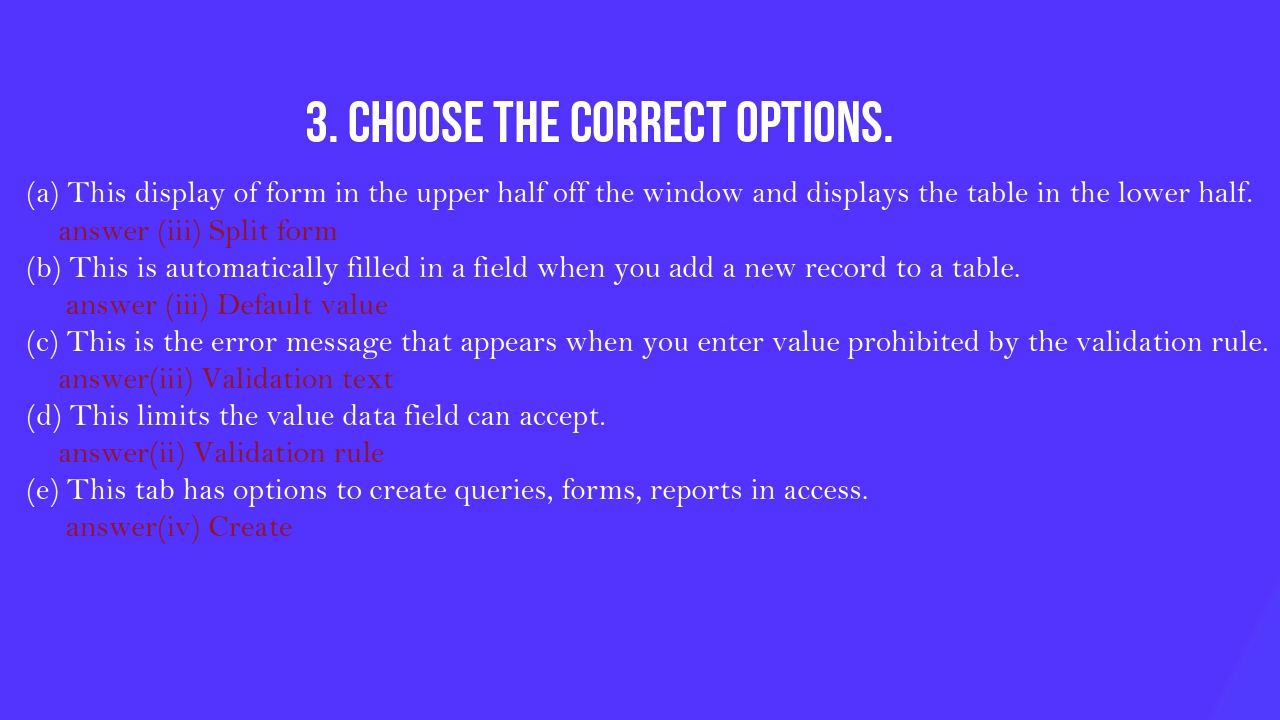 3. CHOOSE THE CORRECT OPTIONS.
(a) This display of form in the upper half off the window and displays the table in the lower half.
answer (iii) Split form
(b) This is automatically filled in a field when you add a new record to a table.
answer (iii) Default value
(c) This is the error message that appears when you enter value prohibited by the validation rule.
answer(iii) Validation text
(d) This limits the value data field can accept.
answer(ii) Validation rule
(e) This tab has options to create queries, forms, reports in access.
answer(iv) Create